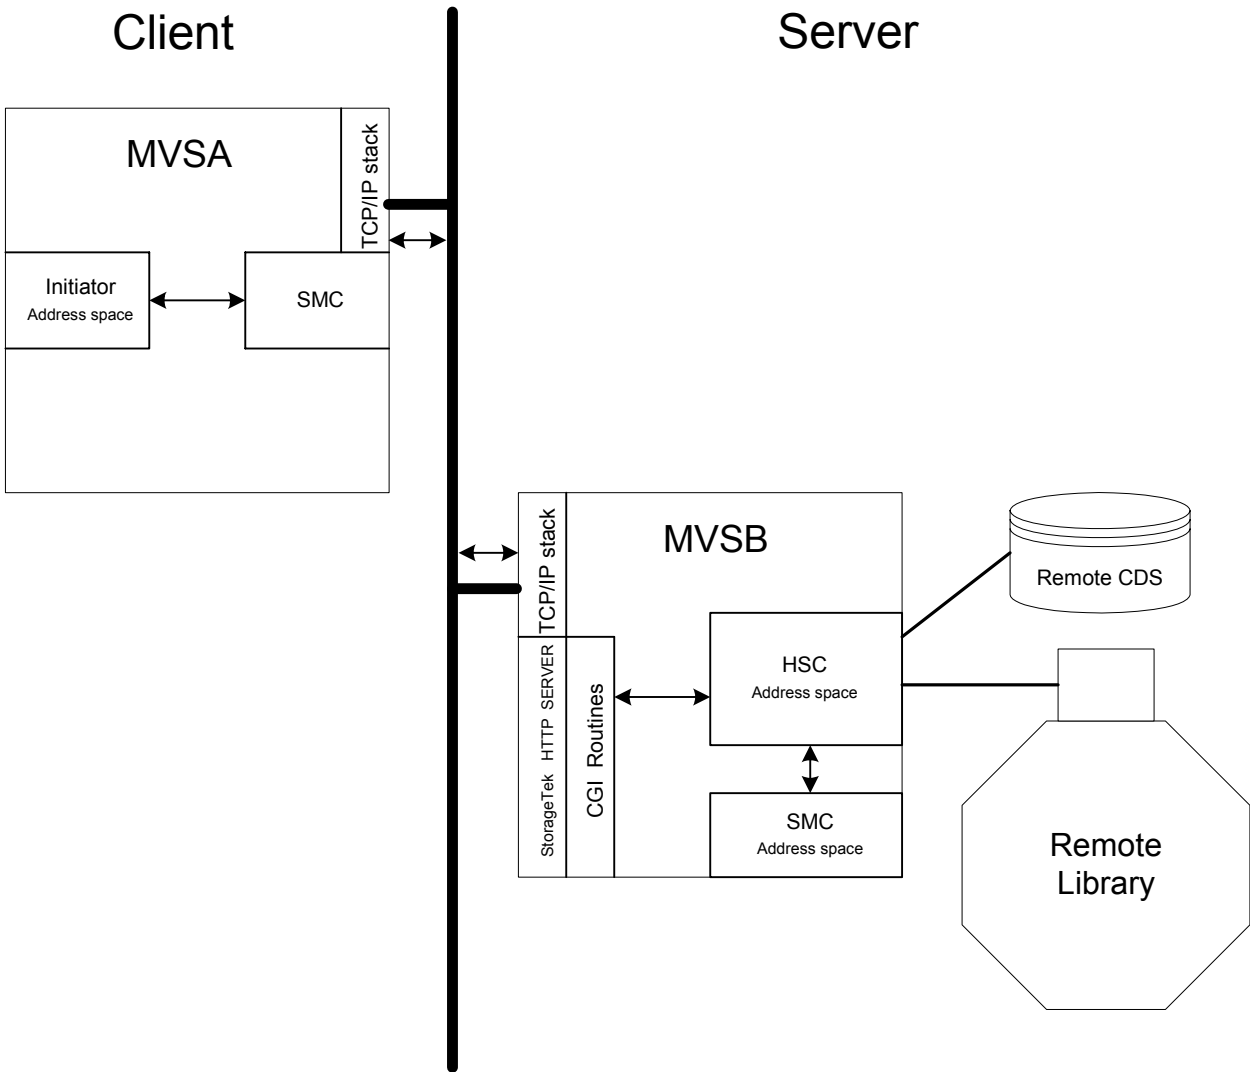 Client
Server
MVSA
TCP/IP stack
Initiator
Address space
SMC
TCP/IP stack
MVSB
Remote CDS
StorageTek HTTP SERVER
CGI Routines
HSC
Address space
SMC
Address space
Remote
Library